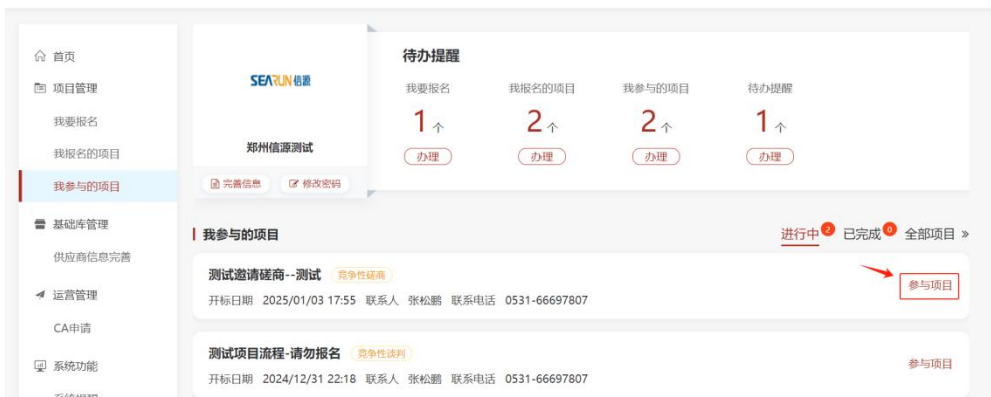 首页
项目管理
我要报名
我报名的项目
我参与的项目
基础库管理
供应商信息完善
运营管理
CA申请
系统功能
SEARUN 信源
郑州信源测试
完善信息 修改密码
待办提醒
我要报名 我报名的项目 我参与的项目 待办提醒
1个 2个 2个 1个
办理 办理 办理 办理
我参与的项目 进行中 2 已完成 0 全部项目 »
测试邀请磋商--测试 竞争性磋商
开标日期 2025/01/03 17:55 联系人 张松鹏 联系电话 0531-66697807
参与项目
测试项目流程-请勿报名 竞争性谈判
开标日期 2024/12/31 22:18 联系人 张松鹏 联系电话 0531-66697807
参与项目